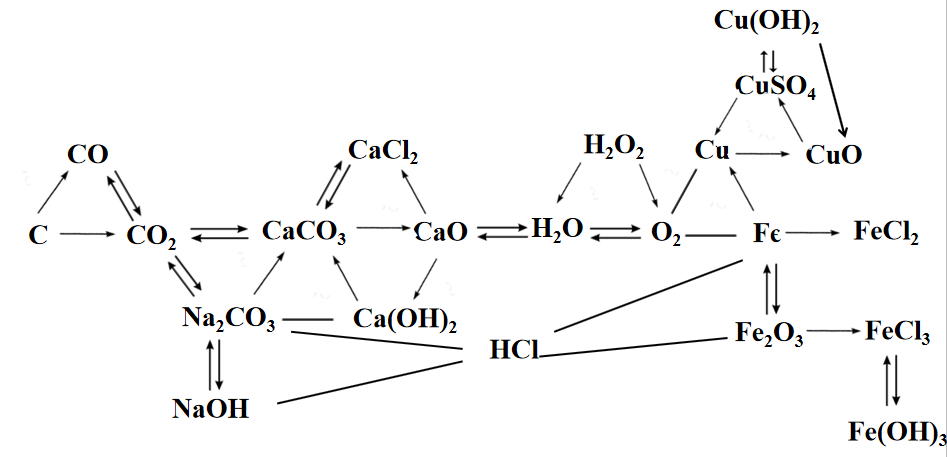 Cu(OH)₂
CuSO₄
CO
CaCl₂
H₂O₂
Cu
CuO
C
CO₂
CaCO₃
CaO
H₂O
O₂
Fe
FeCl₂
Na₂CO₃
Ca(OH)₂
HCl
Fe₂O₃
FeCl₃
NaOH
Fe(OH)₃